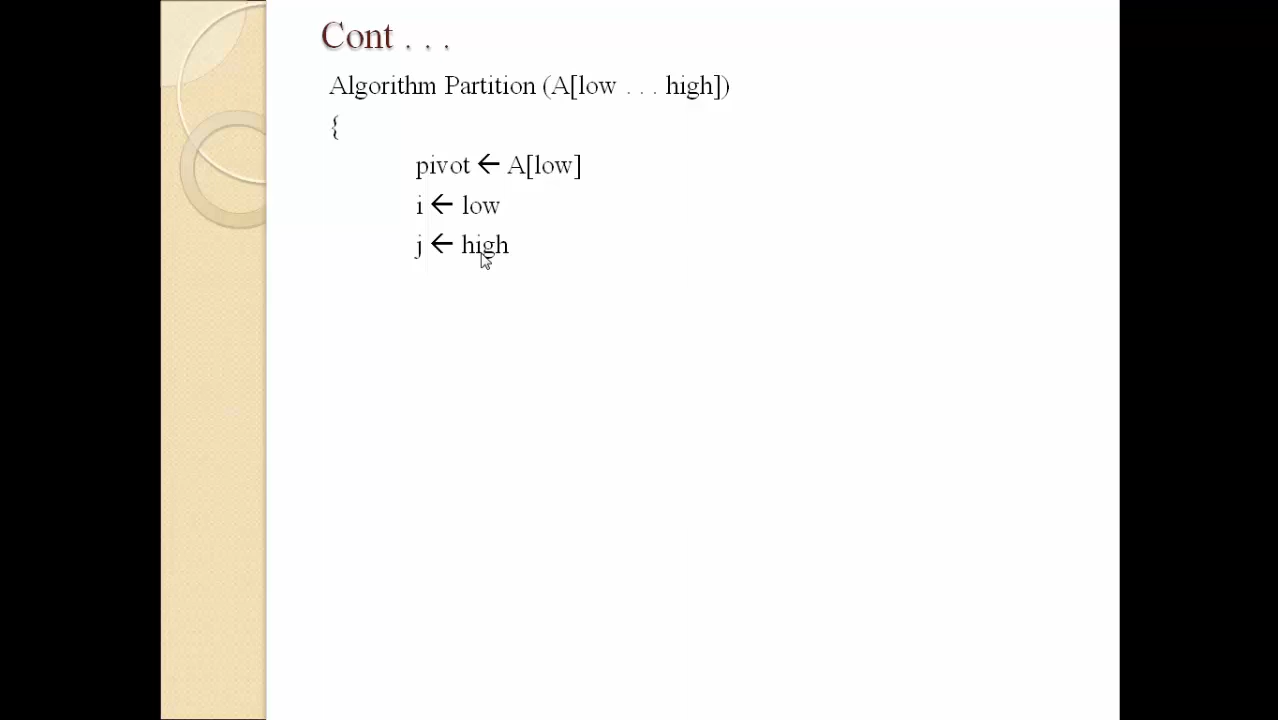 Cont . . .
Algorithm Partition (A[low . . . high])
{
pivot ← A[low]
i ← low
j ← high